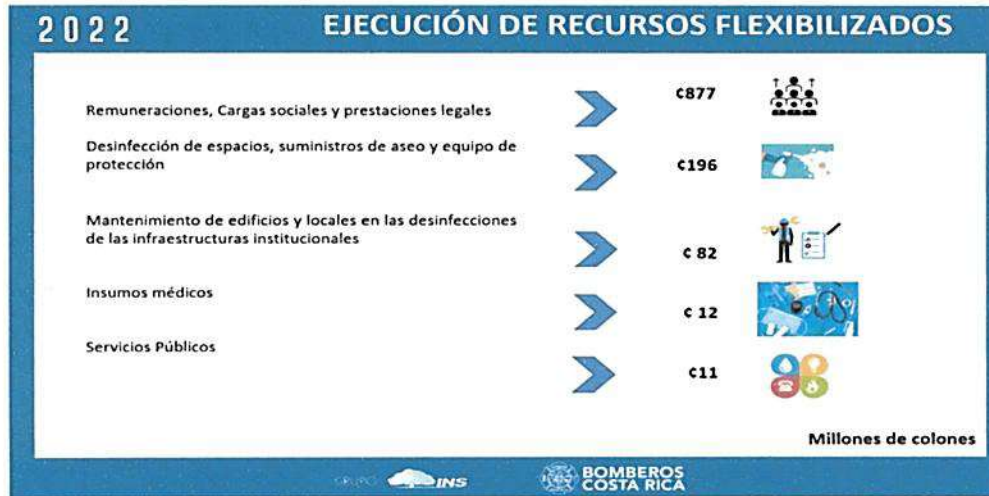 2022
EJECUCIÓN DE RECURSOS FLEXIBILIZADOS
Remuneraciones, Cargas sociales y prestaciones legales
¢877
Desinfección de espacios, suministros de aseo y equipo de
protección
¢196
Mantenimiento de edificios y locales en las desinfecciones
de las infraestructuras institucionales
¢ 82
Insumos médicos
¢ 12
Servicios Públicos
¢11
Millones de colones
GRUPO INS
BOMBEROS
COSTA RICA